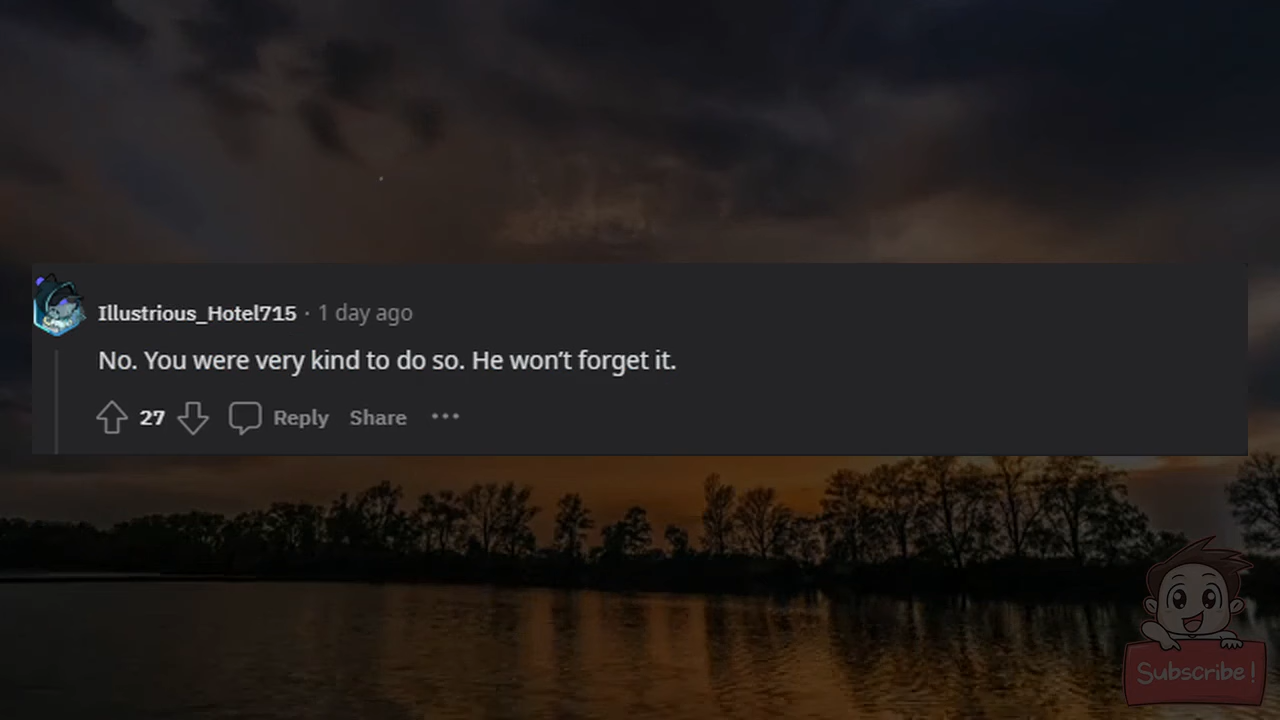 Illustrious_Hotel715 · 1 day ago
No. You were very kind to do so. He won’t forget it.
27 Reply Share •••
Subscribe!